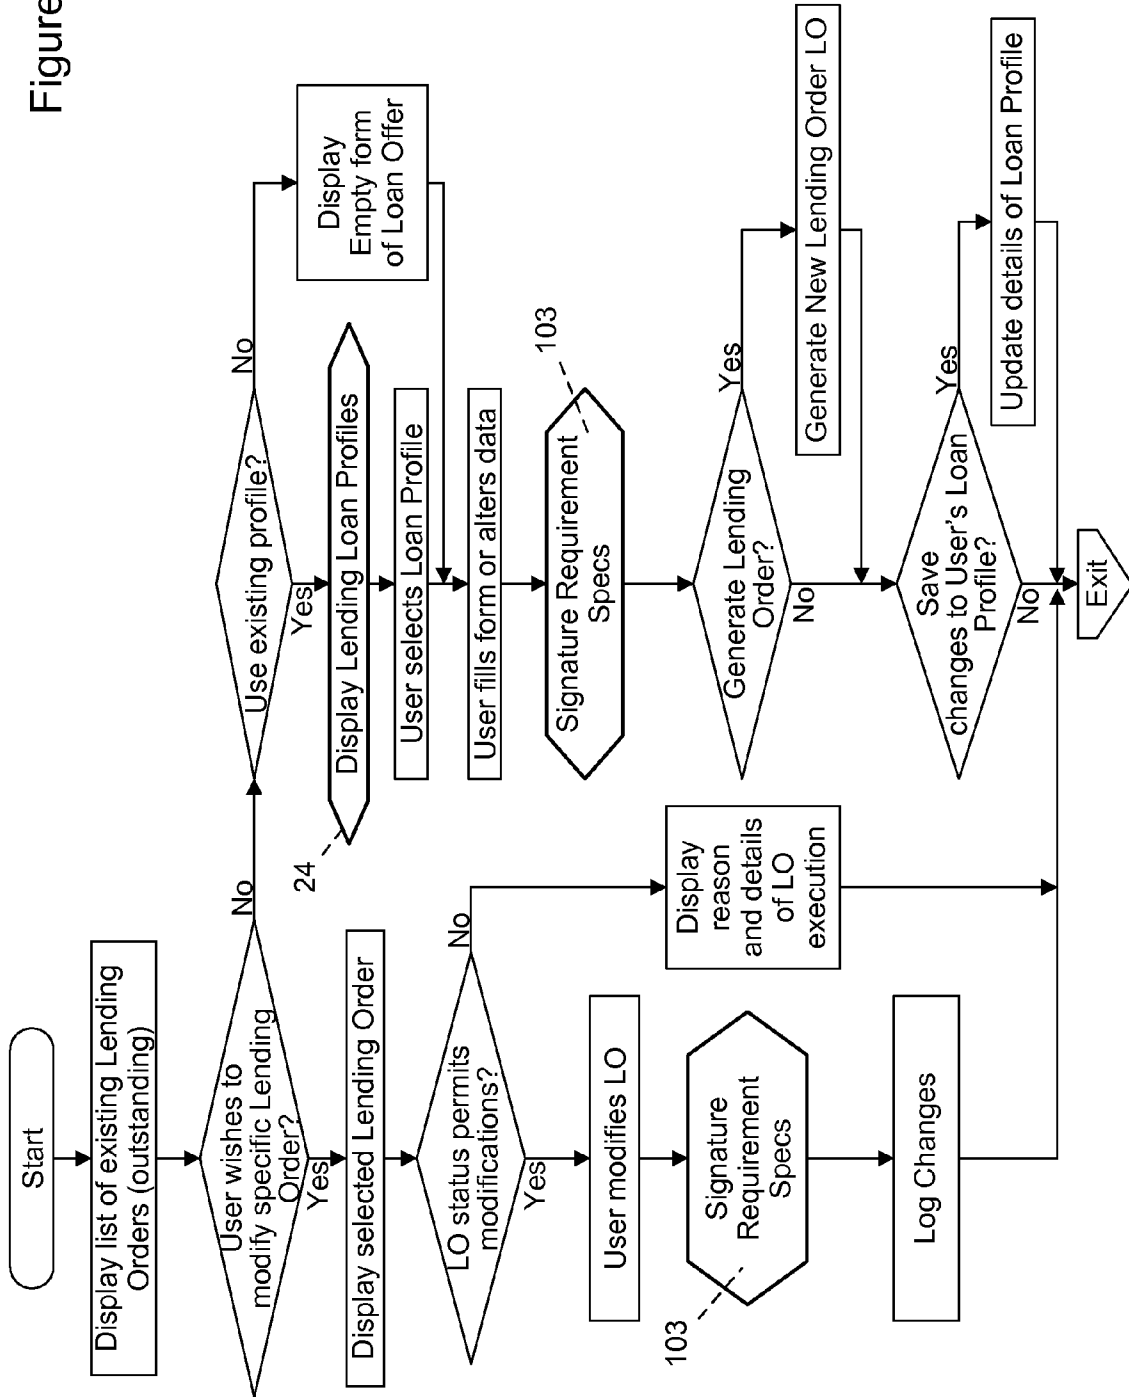 Figure
Start
Display list of existing Lending
Orders (outstanding)
User wishes to
modify specific Lending
Order?
No
Yes
Display selected Lending Order
LO status permits
modifications?
No
Yes
User modifies LO
Display
reason
and details
of LO
execution
Signature
Requirement
Specs
103
Log Changes
Use existing profile?
No
Yes
Display
Empty form
of Loan Offer
Display Lending Loan Profiles
24
User selects Loan Profile
User fills form or alters data
Signature Requirement
Specs
103
Generate Lending
Order?
Yes
No
Generate New Lending Order LO
Save
changes to User's Loan
Profile?
Yes
No
Update details of Loan Profile
Exit